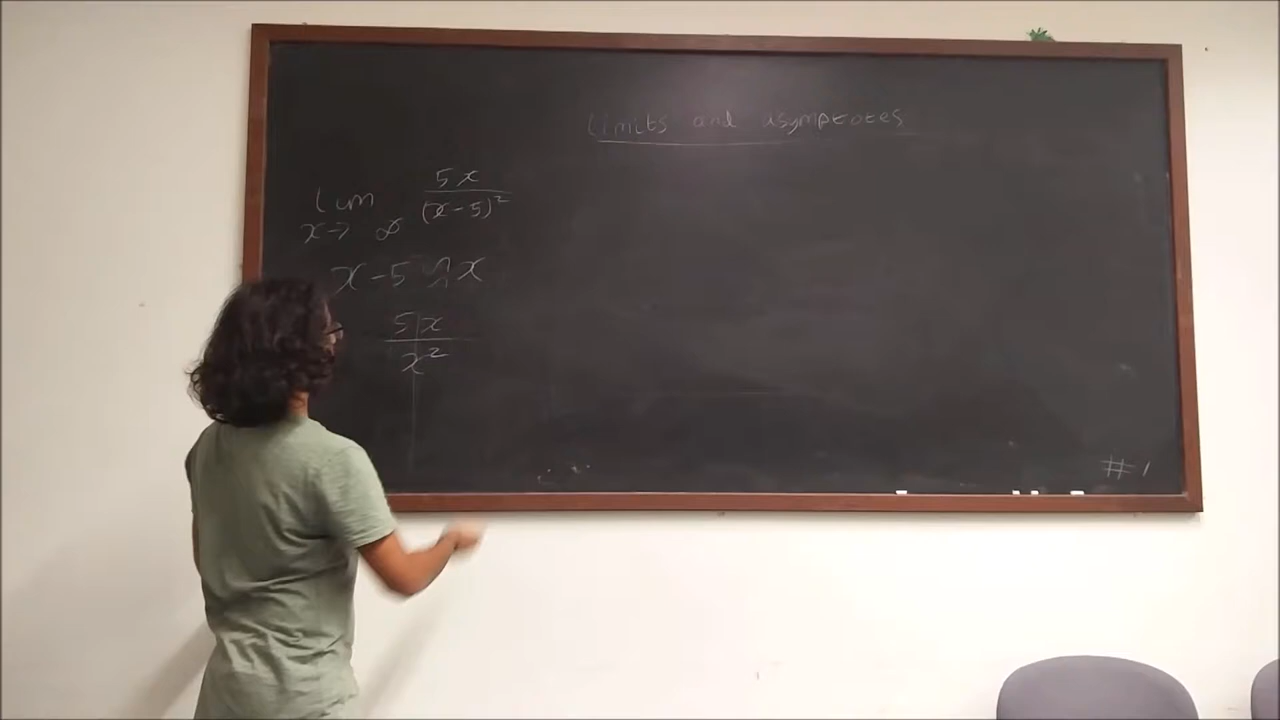 Limits and asymptotes
lim x→∞ 5x/(x-5)²
x-5 ≈ x
5x/x²
#1